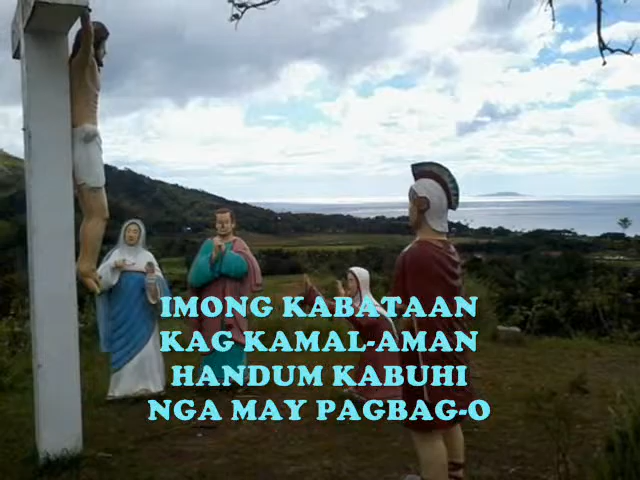 IMONG KABATAAN
KAG KAMAL-AMAN
HANDUM KABUHI
NGA MAY PAGBAG-O